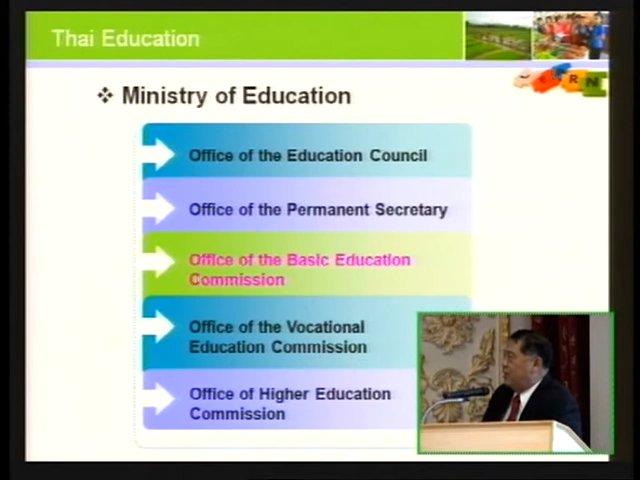 Thai Education
❖ Ministry of Education
Office of the Education Council
Office of the Permanent Secretary
Office of the Basic Education
Commission
Office of the Vocational
Education Commission
Office of Higher Education
Commission